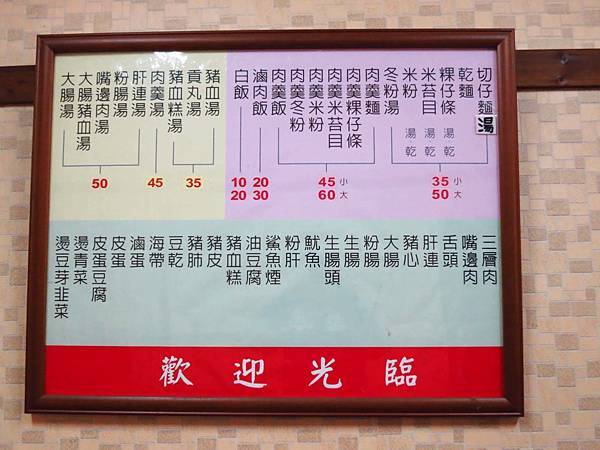 切仔麵湯
乾麵
粿仔條 湯.乾
米苔目 湯.乾
米粉 湯.乾
冬粉湯
35 小
50 大
肉羹麵
肉羹粿仔條
肉羹米苔目
肉羹米粉
肉羹冬粉
肉羹飯
45 小
60 大
滷肉飯
20
30
白飯
10
20
豬血湯
貢丸湯
豬血糕湯
35
肉羹湯
45
肝連湯
粉腸湯
嘴邊肉湯
大腸豬血湯
大腸湯
50
三層肉
嘴邊肉
舌頭
肝連
豬心
大腸
粉腸
生腸
生腸頭
魷魚
粉肝
鯊魚煙
油豆腐
豬血糕
豬皮
豬肺
豆乾
海帶
滷蛋
皮蛋
皮蛋豆腐
燙青菜
燙豆芽韭菜
歡迎光臨